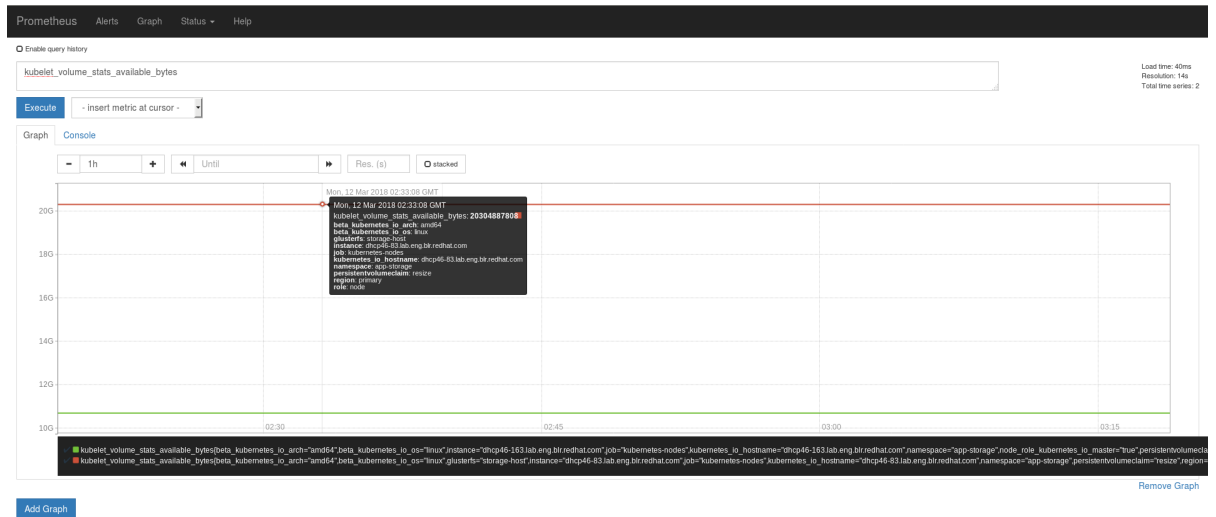 Prometheus Alerts Graph Status Help
Enable query history
kubelet_volume_stats_available_bytes
Load time: 40ms
Resolution: 14s
Total time series: 2
Execute - insert metric at cursor -
Graph Console
1h Until Res. (s) stacked
Mon, 12 Mar 2018 02:33:08 GMT
Mon, 12 Mar 2018 02:33:08 GMT
kubelet_volume_stats_available_bytes: 20304887808
beta_kubernetes_io_arch: amd64
beta_kubernetes_io_os: linux
glusterfs: storage-host
instance: dhcp46-83.lab.eng.blr.redhat.com
job: kubernetes-nodes
kubernetes_io_hostname: dhcp46-83.lab.eng.blr.redhat.com
namespace: app-storage
persistentvolumeclaim: resize
region: primary
role: node
20G
18G
16G
14G
12G
10G
02:30 02:45 03:00 03:15
kubelet_volume_stats_available_bytes{beta_kubernetes_io_arch="amd64",beta_kubernetes_io_os="linux",instance="dhcp46-163.lab.eng.blr.redhat.com",job="kubernetes-nodes",kubernetes_io_hostname="dhcp46-163.lab.eng.blr.redhat.com",namespace="app-storage",node_role_kubernetes_io_master="true",persistentvolumecla
kubelet_volume_stats_available_bytes{beta_kubernetes_io_arch="amd64",beta_kubernetes_io_os="linux",glusterfs="storage-host",instance="dhcp46-83.lab.eng.blr.redhat.com",job="kubernetes-nodes",kubernetes_io_hostname="dhcp46-83.lab.eng.blr.redhat.com",namespace="app-storage",persistentvolumeclaim="resize",region=
Remove Graph
Add Graph